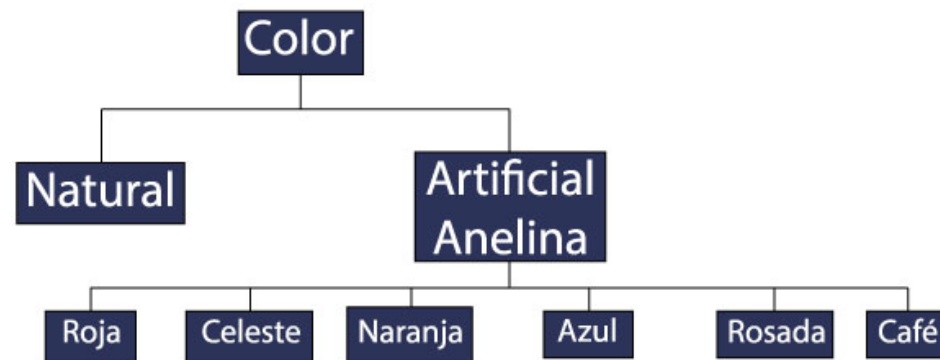 Color
Natural
Artificial
Anelina
Roja
Celeste
Naranja
Azul
Rosada
Café